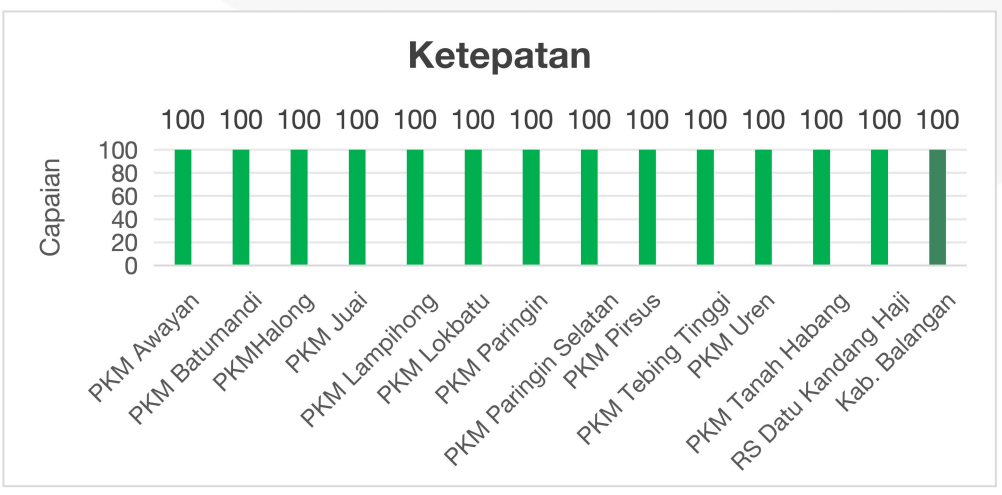 Ketepatan
100 100 100 100 100 100 100 100 100 100 100 100 100 100
Capaian
100
80
60
40
20
0
PKM Awayan
PKM Batumandi
PKMHalong
PKM Juai
PKM Lampihong
PKM Lokbatu
PKM Paringin
PKM Paringin Selatan
PKM Pirsus
PKM Tebing Tinggi
PKM Uren
PKM Tanah Habang
RS Datu Kandang Haji
Kab. Balangan